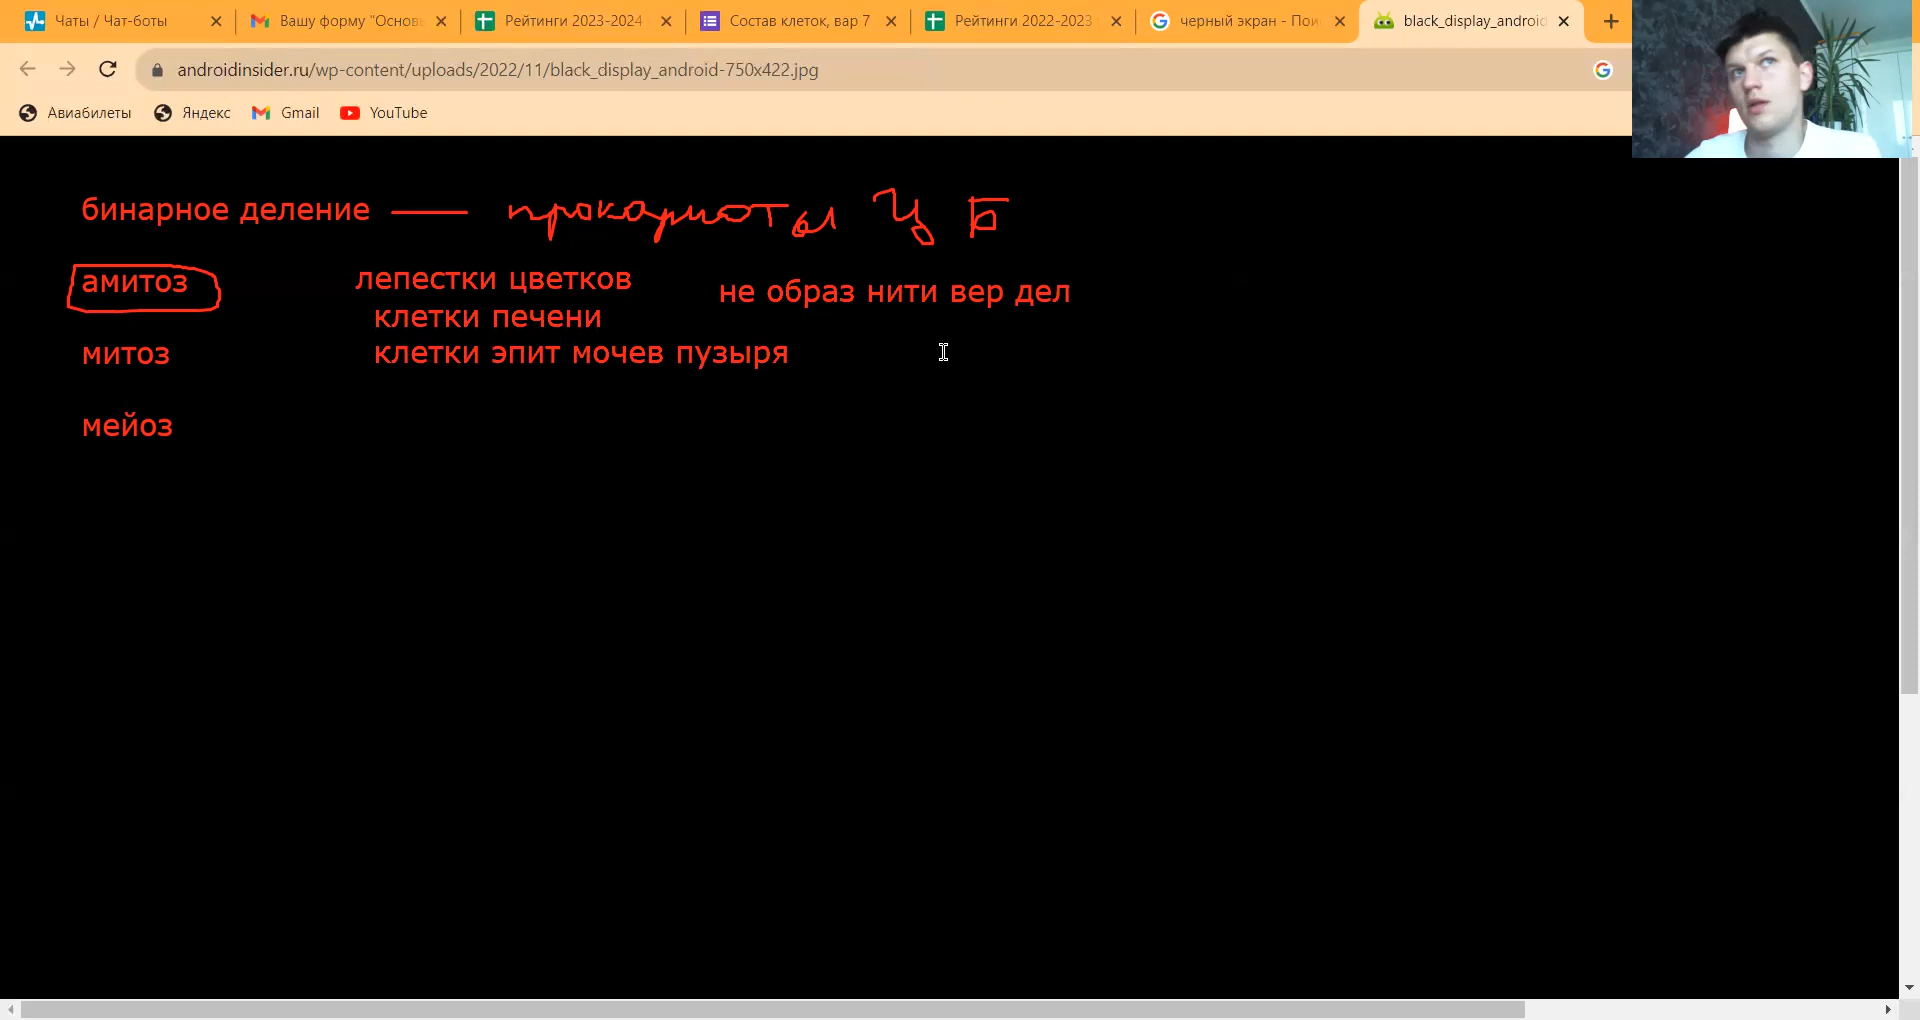 Чаты / Чат-боты
Вашу форму "Основ
Рейтинги 2023-2024
Состав клеток, вар 7
Рейтинги 2022-2023
черный экран - Пои
black_display_android
androidinsider.ru/wp-content/uploads/2022/11/black_display_android-750x422.jpg
Авиабилеты
Яндекс
Gmail
YouTube
бинарное деление —— прокариоты Ц Б
амитоз
лепестки цветков
не образ нити вер дел
клетки печени
митоз
клетки эпит мочев пузыря
мейоз